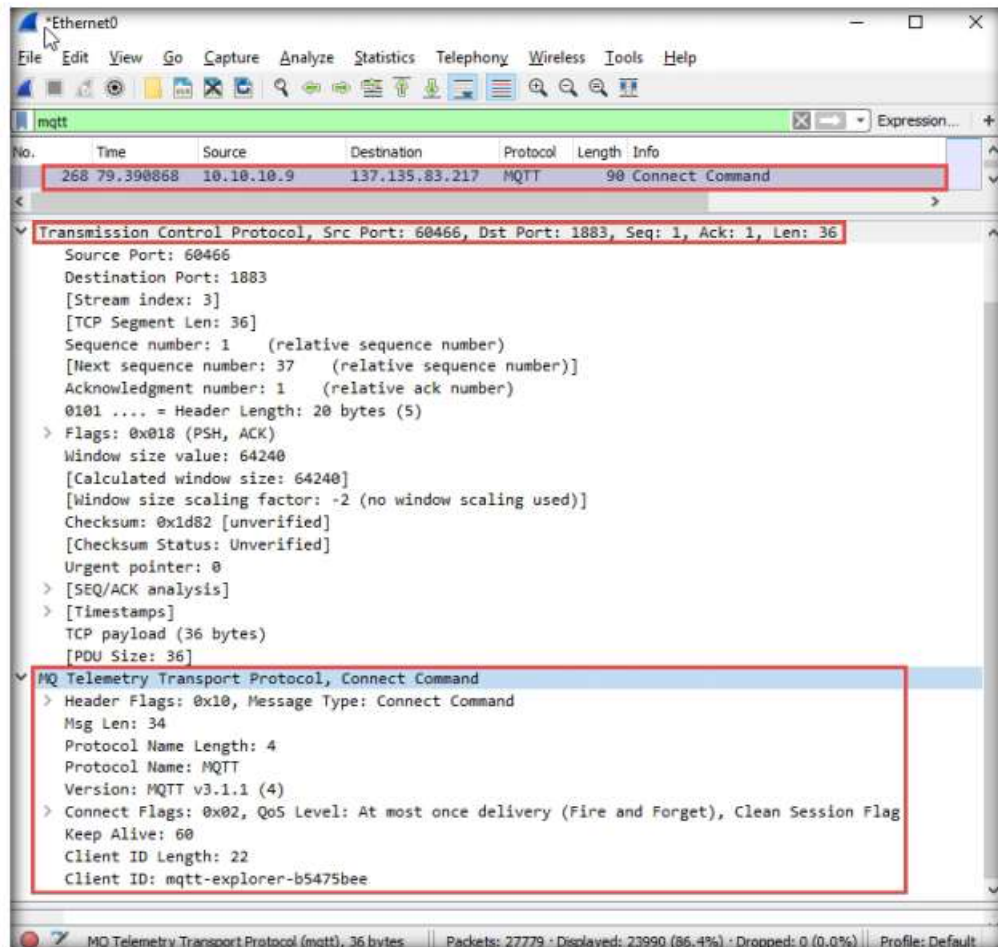 *Ethernet0
File Edit View Go Capture Analyze Statistics Telephony Wireless Tools Help
mqtt Expression... +
No. Time Source Destination Protocol Length Info
268 79.390868 10.10.10.9 137.135.83.217 MQTT 90 Connect Command
Transmission Control Protocol, Src Port: 60466, Dst Port: 1883, Seq: 1, Ack: 1, Len: 36
Source Port: 60466
Destination Port: 1883
[Stream index: 3]
[TCP Segment Len: 36]
Sequence number: 1 (relative sequence number)
[Next sequence number: 37 (relative sequence number)]
Acknowledgment number: 1 (relative ack number)
0101 .... = Header Length: 20 bytes (5)
Flags: 0x018 (PSH, ACK)
Window size value: 64240
[Calculated window size: 64240]
[Window size scaling factor: -2 (no window scaling used)]
Checksum: 0x1d82 [unverified]
[Checksum Status: Unverified]
Urgent pointer: 0
[SEQ/ACK analysis]
[Timestamps]
TCP payload (36 bytes)
[PDU Size: 36]
MQ Telemetry Transport Protocol, Connect Command
Header Flags: 0x10, Message Type: Connect Command
Msg Len: 34
Protocol Name Length: 4
Protocol Name: MQTT
Version: MQTT v3.1.1 (4)
Connect Flags: 0x02, QoS Level: At most once delivery (Fire and Forget), Clean Session Flag
Keep Alive: 60
Client ID Length: 22
Client ID: mqtt-explorer-b5475bee
MQ Telemetry Transport Protocol (mqtt), 36 bytes Packets: 27779 · Displayed: 23990 (86.4%) · Dropped: 0 (0.0%) Profile: Default